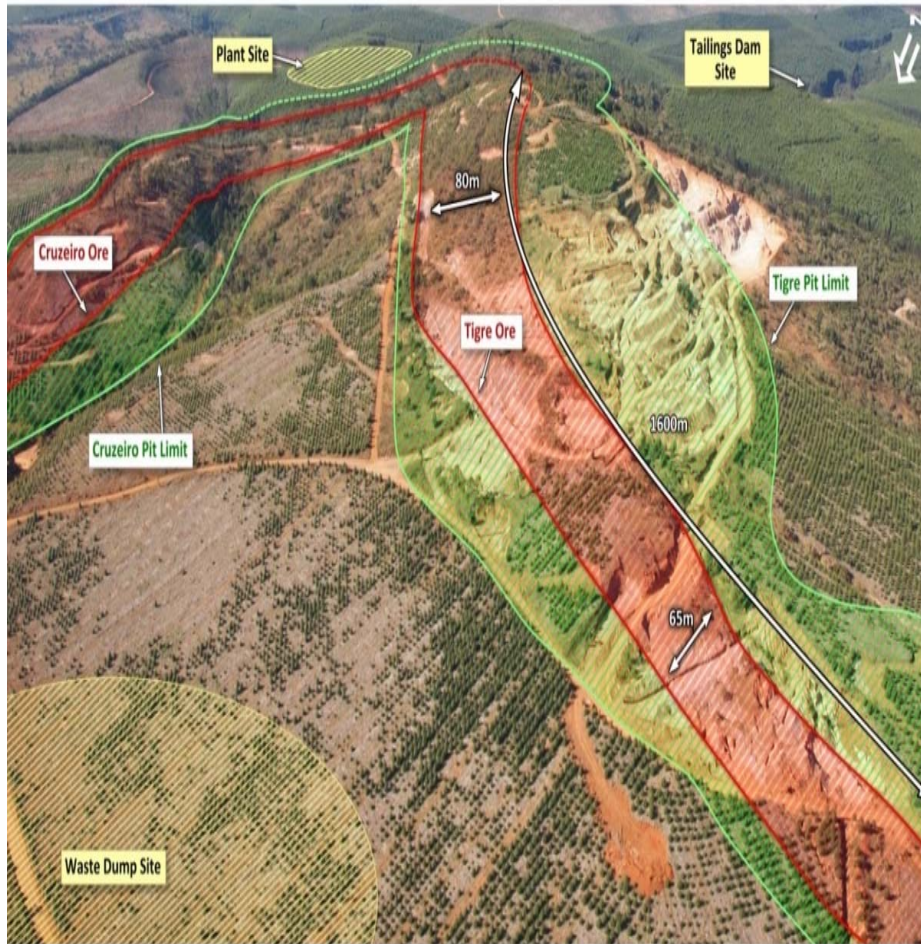 Plant Site
Tailings Dam
Site
80m
Cruzeiro Ore
Tigre Pit Limit
Tigre Ore
1600m
Cruzeiro Pit Limit
65m
Waste Dump Site